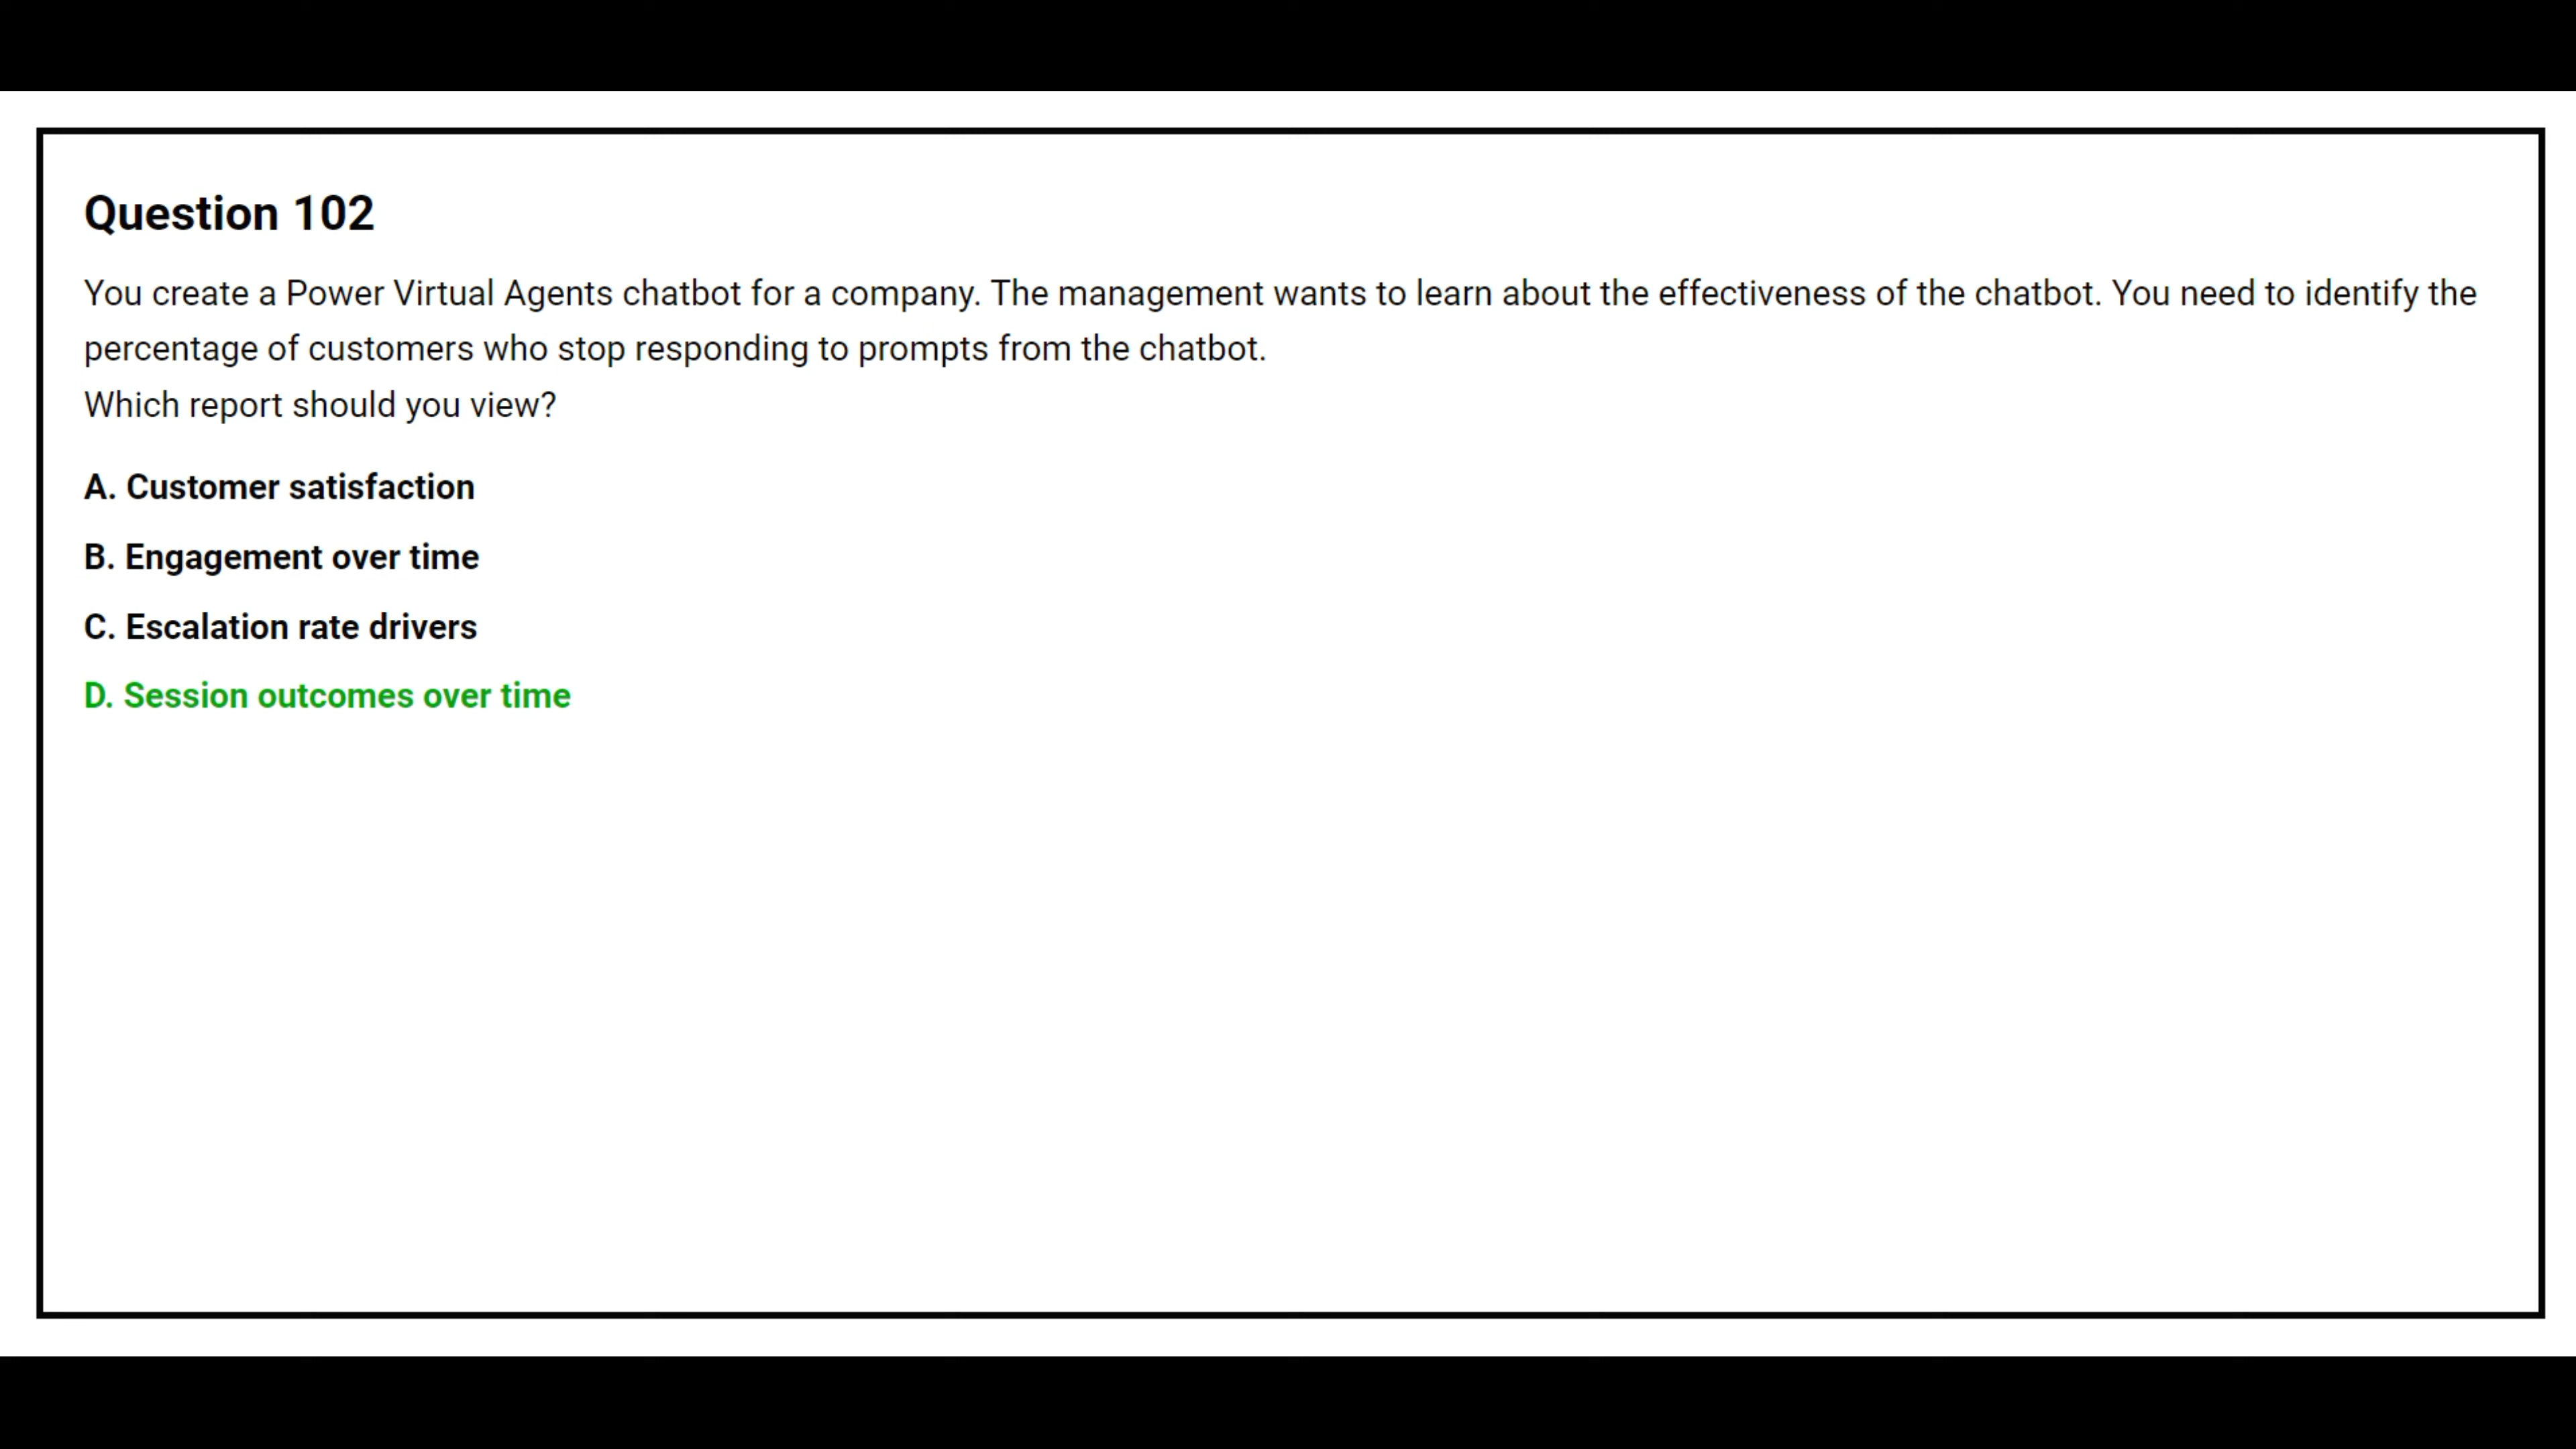 Question 102
You create a Power Virtual Agents chatbot for a company. The management wants to learn about the effectiveness of the chatbot. You need to identify the
percentage of customers who stop responding to prompts from the chatbot.
Which report should you view?
A. Customer satisfaction
B. Engagement over time
C. Escalation rate drivers
D. Session outcomes over time